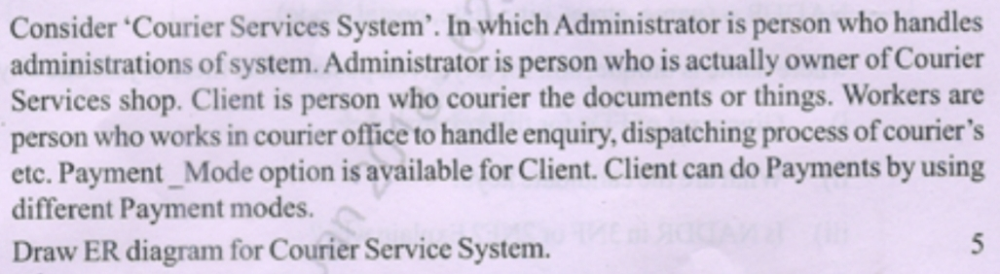 Consider ‘Courier Services System’. In which Administrator is person who handles
administrations of system. Administrator is person who is actually owner of Courier
Services shop. Client is person who courier the documents or things. Workers are
person who works in courier office to handle enquiry, dispatching process of courier’s
etc. Payment _Mode option is available for Client. Client can do Payments by using
different Payment modes.
Draw ER diagram for Courier Service System. 5